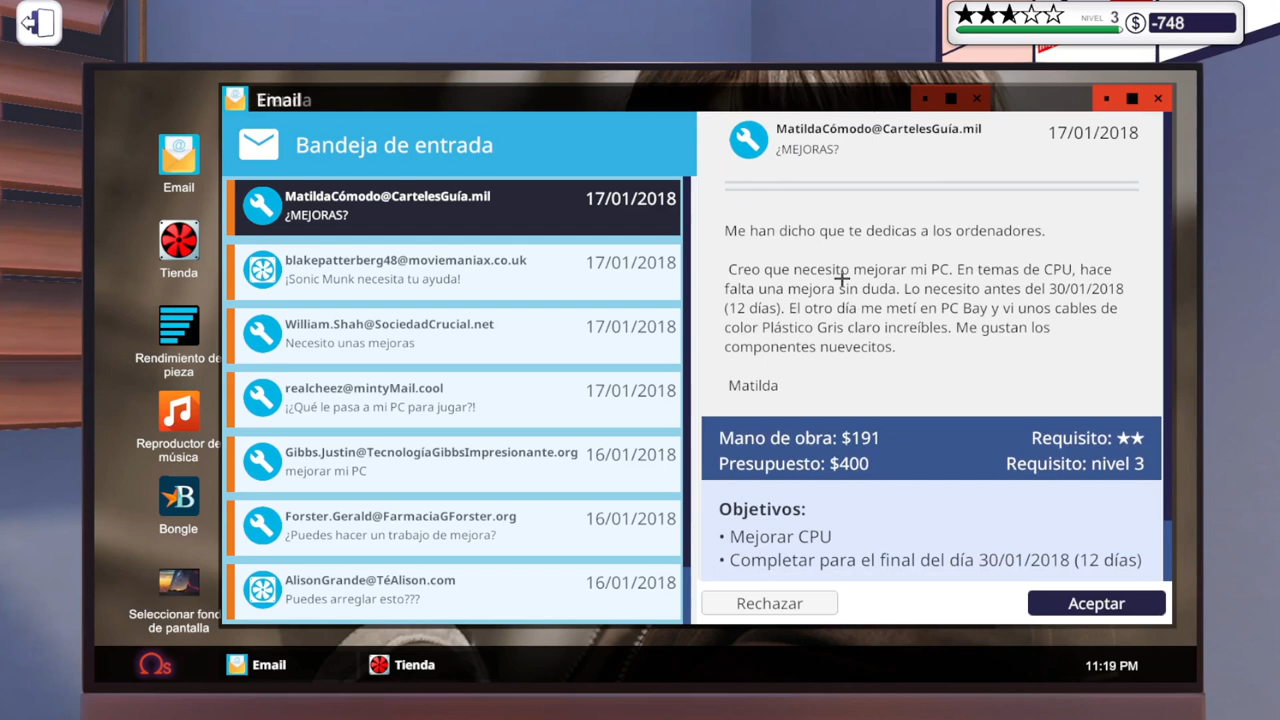 NIVEL 3 $ -748
Email
Bandeja de entrada
MatildaCómodo@CartelesGuía.mil 17/01/2018
¿MEJORAS?
blakepatterberg48@moviemaniax.co.uk 17/01/2018
¡Sonic Munk necesita tu ayuda!
William.Shah@SociedadCrucial.net 17/01/2018
Necesito unas mejoras
realcheez@mintyMail.cool 17/01/2018
¡¿Qué le pasa a mi PC para jugar?!
Gibbs.Justin@TecnologíaGibbsImpresionante.org 16/01/2018
mejorar mi PC
Forster.Gerald@FarmaciaGForster.org 16/01/2018
¿Puedes hacer un trabajo de mejora?
AlisonGrande@TéAlison.com 16/01/2018
Puedes arreglar esto???
MatildaCómodo@CartelesGuía.mil 17/01/2018
¿MEJORAS?
Me han dicho que te dedicas a los ordenadores.
Creo que necesito mejorar mi PC. En temas de CPU, hace
falta una mejora sin duda. Lo necesito antes del 30/01/2018
(12 días). El otro día me metí en PC Bay y vi unos cables de
color Plástico Gris claro increíbles. Me gustan los
componentes nuevecitos.
Matilda
Mano de obra: $191 Requisito: ★★
Presupuesto: $400 Requisito: nivel 3
Objetivos:
• Mejorar CPU
• Completar para el final del día 30/01/2018 (12 días)
Rechazar Aceptar
Email
Tienda
Rendimiento de
pieza
Reproductor de
música
Bongle
Seleccionar fond
de pantalla
Ωs Email Tienda 11:19 PM